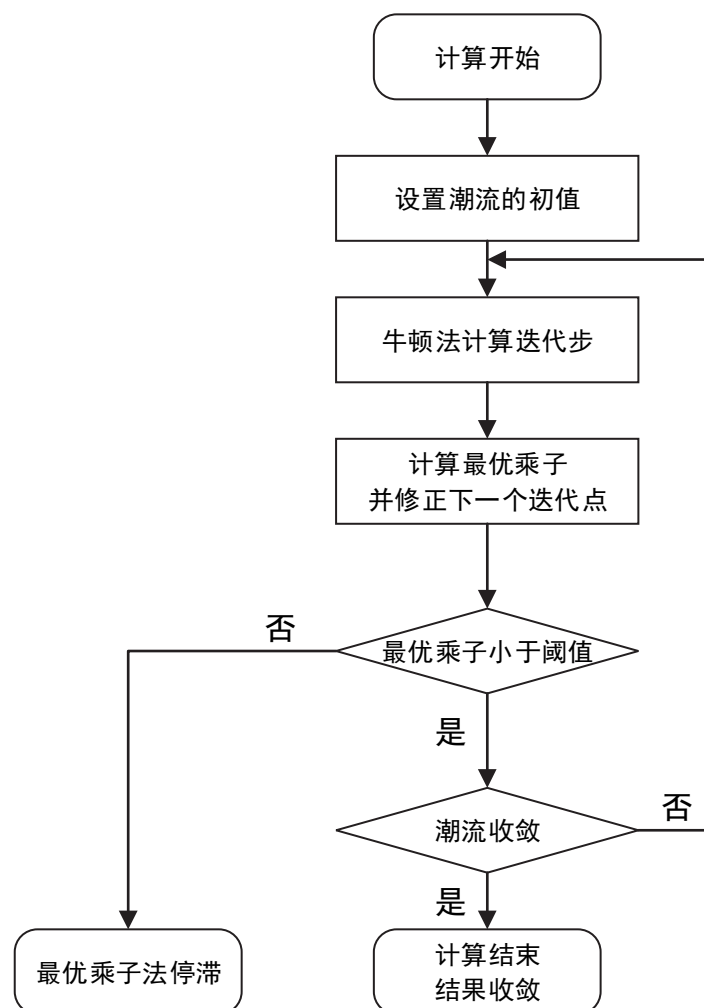 计算开始
设置潮流的初值
牛顿法计算迭代步
计算最优乘子
并修正下一个迭代点
否
最优乘子小于阈值
是
否
潮流收敛
是
最优乘子法停滞
计算结束
结果收敛